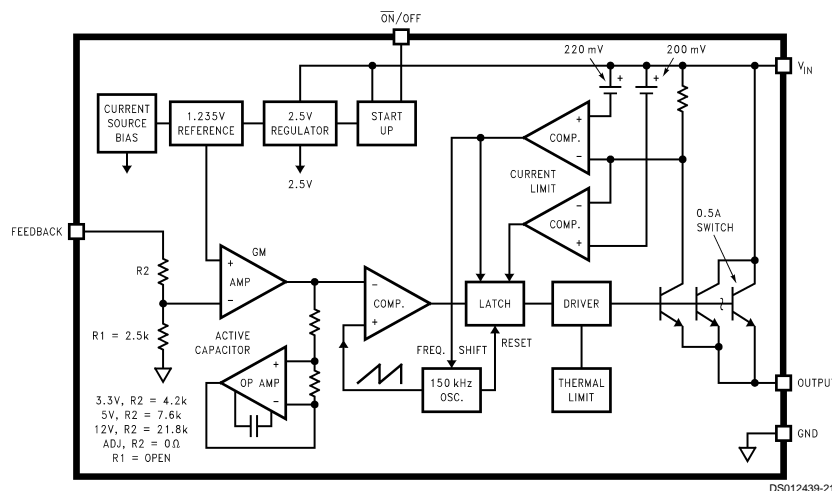 ON/OFF
220 mV
200 mV
VIN
CURRENT
SOURCE
BIAS
1.235V
REFERENCE
2.5V
REGULATOR
START
UP
2.5V
+
+
+
COMP.
−
CURRENT
LIMIT
−
COMP.
+
0.5A
SWITCH
FEEDBACK
R2
R1 = 2.5k
GM
+
AMP
−
−
COMP.
+
LATCH
DRIVER
ACTIVE
CAPACITOR
+
OP AMP
−
FREQ. SHIFT
RESET
150 kHz
OSC.
THERMAL
LIMIT
OUTPUT
GND
3.3V, R2 = 4.2k
5V, R2 = 7.6k
12V, R2 = 21.8k
ADJ, R2 = 0Ω
R1 = OPEN
DS012439-21